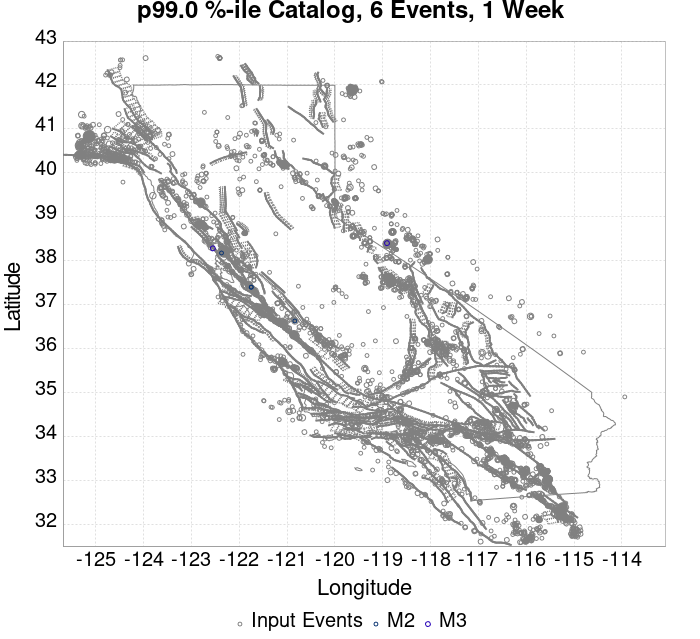 p99.0 %-ile Catalog, 6 Events, 1 Week
43
42
41
40
39
38
37
36
35
34
33
32
Latitude
-125 -124 -123 -122 -121 -120 -119 -118 -117 -116 -115 -114
Longitude
Input Events M2 M3